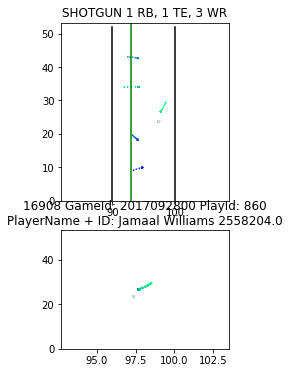 SHOTGUN 1 RB, 1 TE, 3 WR
50
40
30
20
10
0
90 100
16908 GameId: 2017092800 PlayId: 860
PlayerName + ID: Jamaal Williams 2558204.0
40
20
0
95.0 97.5 100.0 102.5